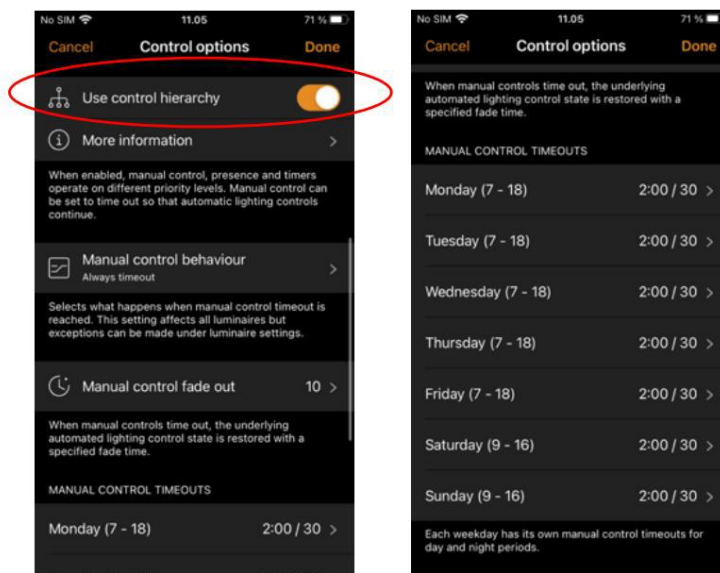 No SIM 11.05 71 %
Cancel Control options Done
Use control hierarchy
More information >
When enabled, manual control, presence and timers
operate on different priority levels. Manual control can
be set to time out so that automatic lighting controls
continue.
Manual control behaviour >
Always timeout
Selects what happens when manual control timeout is
reached. This setting affects all luminaires but
exceptions can be made under luminaire settings.
Manual control fade out 10 >
When manual controls time out, the underlying
automated lighting control state is restored with a
specified fade time.
MANUAL CONTROL TIMEOUTS
Monday (7 - 18) 2:00 / 30 >
No SIM 11.05 71 %
Cancel Control options Done
When manual controls time out, the underlying
automated lighting control state is restored with a
specified fade time.
MANUAL CONTROL TIMEOUTS
Monday (7 - 18) 2:00 / 30 >
Tuesday (7 - 18) 2:00 / 30 >
Wednesday (7 - 18) 2:00 / 30 >
Thursday (7 - 18) 2:00 / 30 >
Friday (7 - 18) 2:00 / 30 >
Saturday (9 - 16) 2:00 / 30 >
Sunday (9 - 16) 2:00 / 30 >
Each weekday has its own manual control timeouts for
day and night periods.